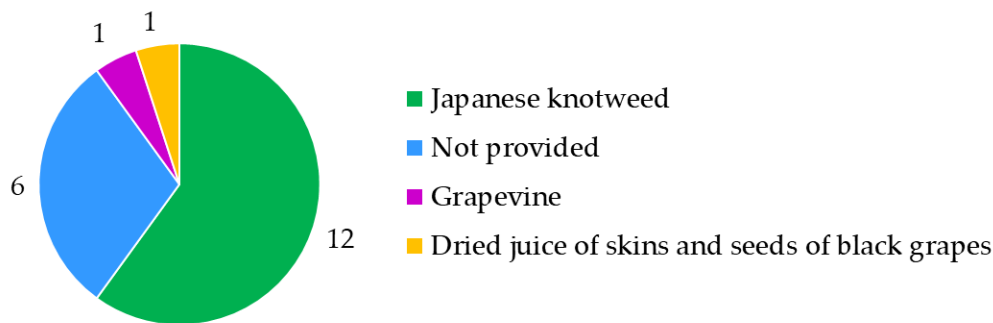 1
1
6
12
Japanese knotweed
Not provided
Grapevine
Dried juice of skins and seeds of black grapes